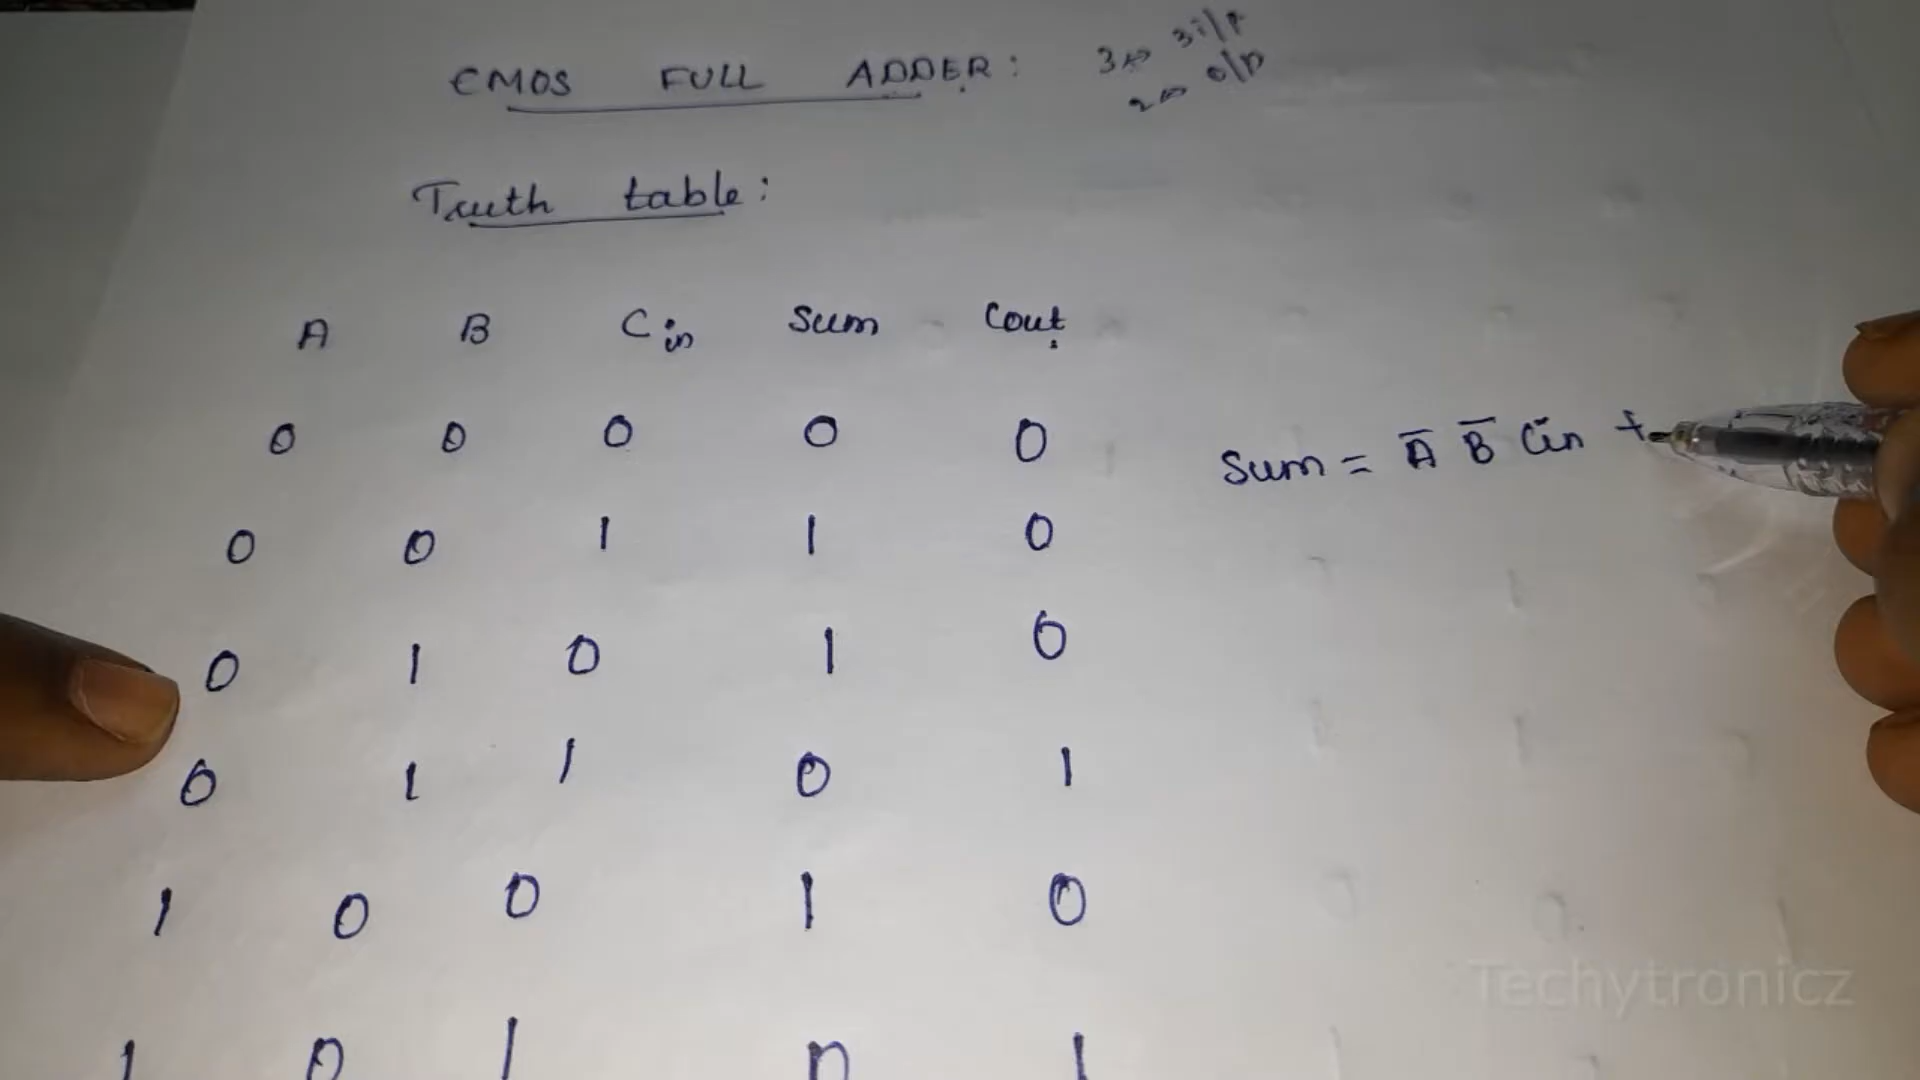 CMOS FULL ADDER: 3 3i/p
2 o/p
Truth table:
A B Cin Sum Cout
0 0 0 0 0
Sum = A̅ B̅ Cin +
0 0 1 1 0
0 1 0 1 0
0 1 1 0 1
1 0 0 1 0
1 0 1 0 1
Techytronicz